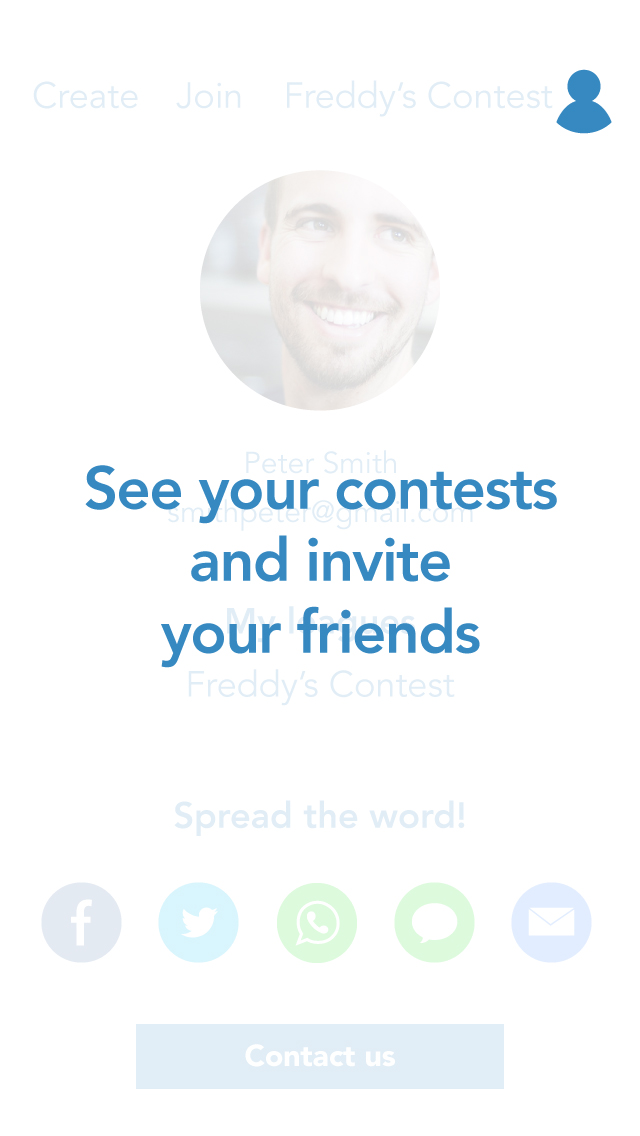 Create Join Freddy’s Contest
Peter Smith
See your contests
smithpeter@gmail.com
and invite
My leagues
your friends
Freddy’s Contest
Spread the word!
Contact us